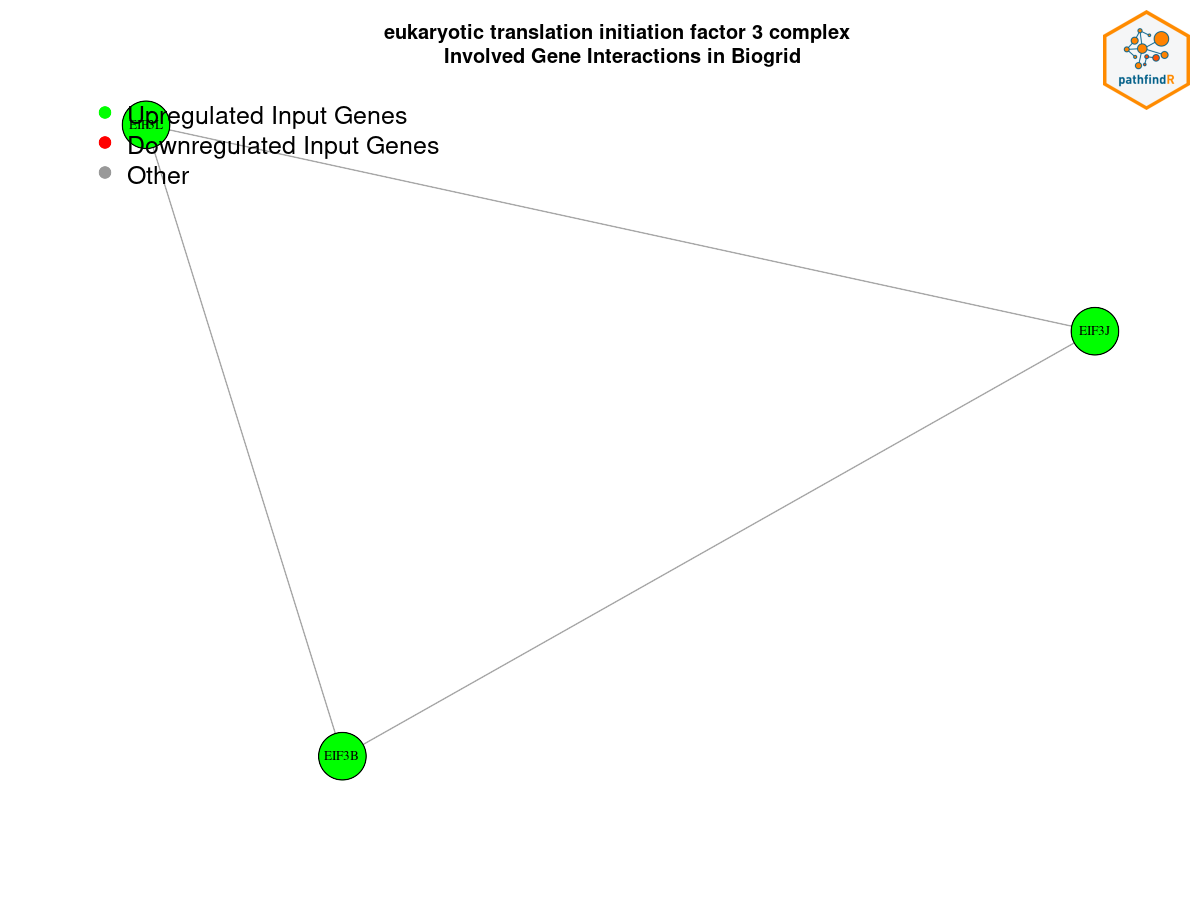 eukaryotic translation initiation factor 3 complex
Involved Gene Interactions in Biogrid
pathfindR
Upregulated Input Genes
EIF3L
Downregulated Input Genes
Other
EIF3J
EIF3B